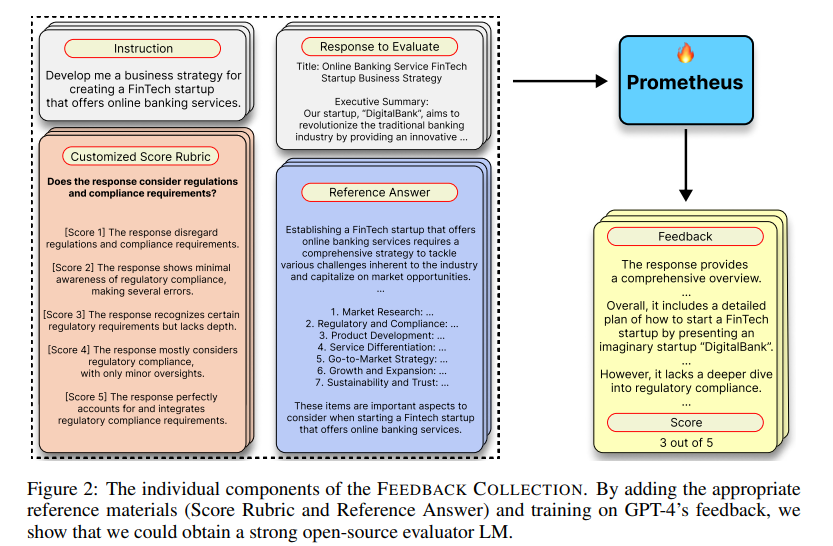 Instruction
Develop me a business strategy for
creating a FinTech startup
that offers online banking services.
Customized Score Rubric
Does the response consider regulations
and compliance requirements?
[Score 1] The response disregard
regulations and compliance requirements.
[Score 2] The response shows minimal
awareness of regulatory compliance,
making several errors.
[Score 3] The response recognizes certain
regulatory requirements but lacks depth.
[Score 4] The response mostly considers
regulatory compliance,
with only minor oversights.
[Score 5] The response perfectly
accounts for and integrates
regulatory compliance requirements.
Response to Evaluate
Title: Online Banking Service FinTech
Startup Business Strategy
Executive Summary:
Our startup, “DigitalBank”, aims to
revolutionize the traditional banking
industry by providing an innovative ...
Reference Answer
Establishing a FinTech startup that offers
online banking services requires a
comprehensive strategy to tackle
various challenges inherent to the industry
and capitalize on market opportunities.
...
1. Market Research: ...
2. Regulatory and Compliance: ...
3. Product Development: ...
4. Service Differentiation: ...
5. Go-to-Market Strategy: ...
6. Growth and Expansion: ...
7. Sustainability and Trust: ...
These items are important aspects to
consider when starting a Fintech startup
that offers online banking services.
Prometheus
Feedback
The response provides
a comprehensive overview.
...
Overall, it includes a detailed
plan of how to start a FinTech
startup by presenting an
imaginary startup “DigitalBank”.
...
However, it lacks a deeper dive
into regulatory compliance.
...
Score
3 out of 5
Figure 2: The individual components of the FEEDBACK COLLECTION. By adding the appropriate
reference materials (Score Rubric and Reference Answer) and training on GPT-4’s feedback, we
show that we could obtain a strong open-source evaluator LM.